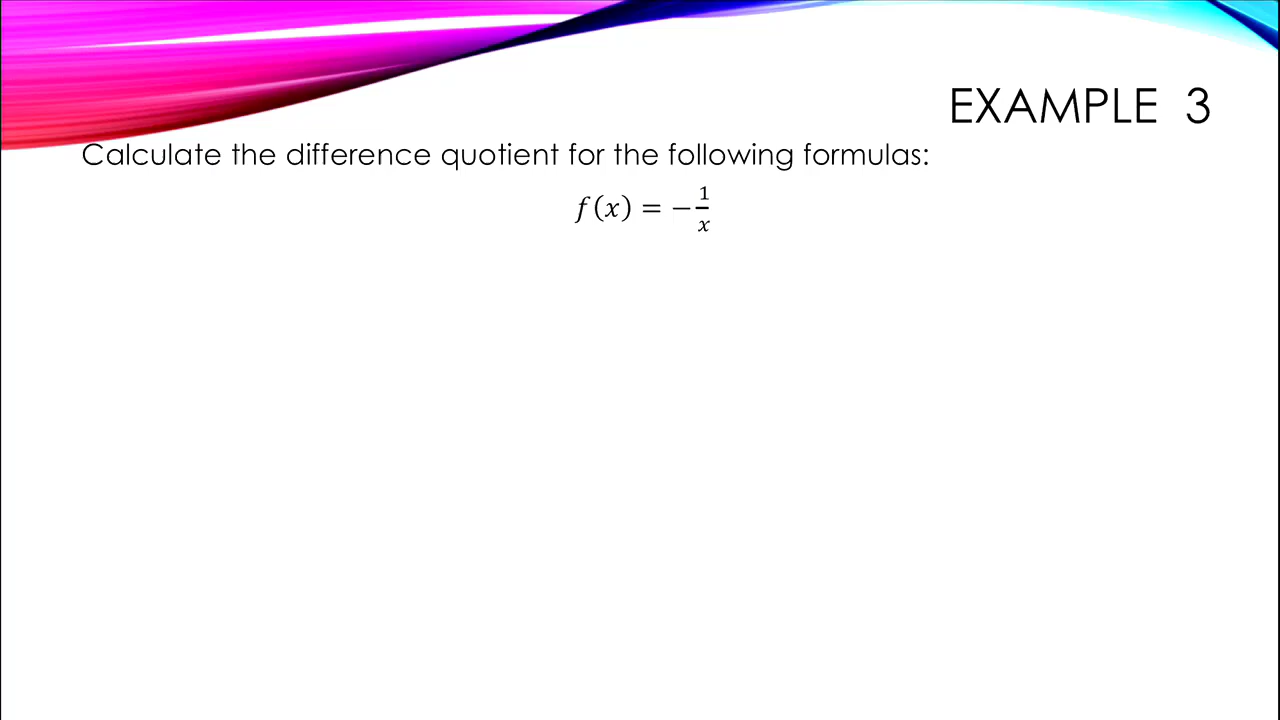 EXAMPLE 3
Calculate the difference quotient for the following formulas:
f(x) = −1/x